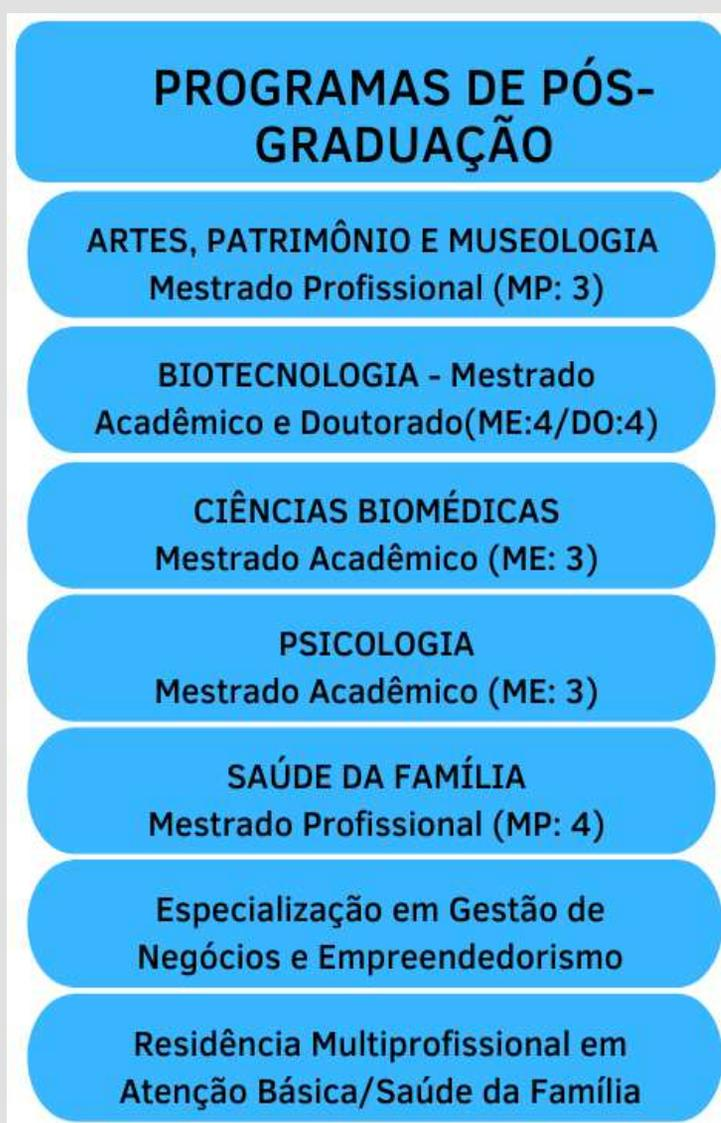 PROGRAMAS DE PÓS-
GRADUAÇÃO
ARTES, PATRIMÔNIO E MUSEOLOGIA
Mestrado Profissional (MP: 3)
BIOTECNOLOGIA - Mestrado
Acadêmico e Doutorado(ME:4/DO:4)
CIÊNCIAS BIOMÉDICAS
Mestrado Acadêmico (ME: 3)
PSICOLOGIA
Mestrado Acadêmico (ME: 3)
SAÚDE DA FAMÍLIA
Mestrado Profissional (MP: 4)
Especialização em Gestão de
Negócios e Empreendedorismo
Residência Multiprofissional em
Atenção Básica/Saúde da Família